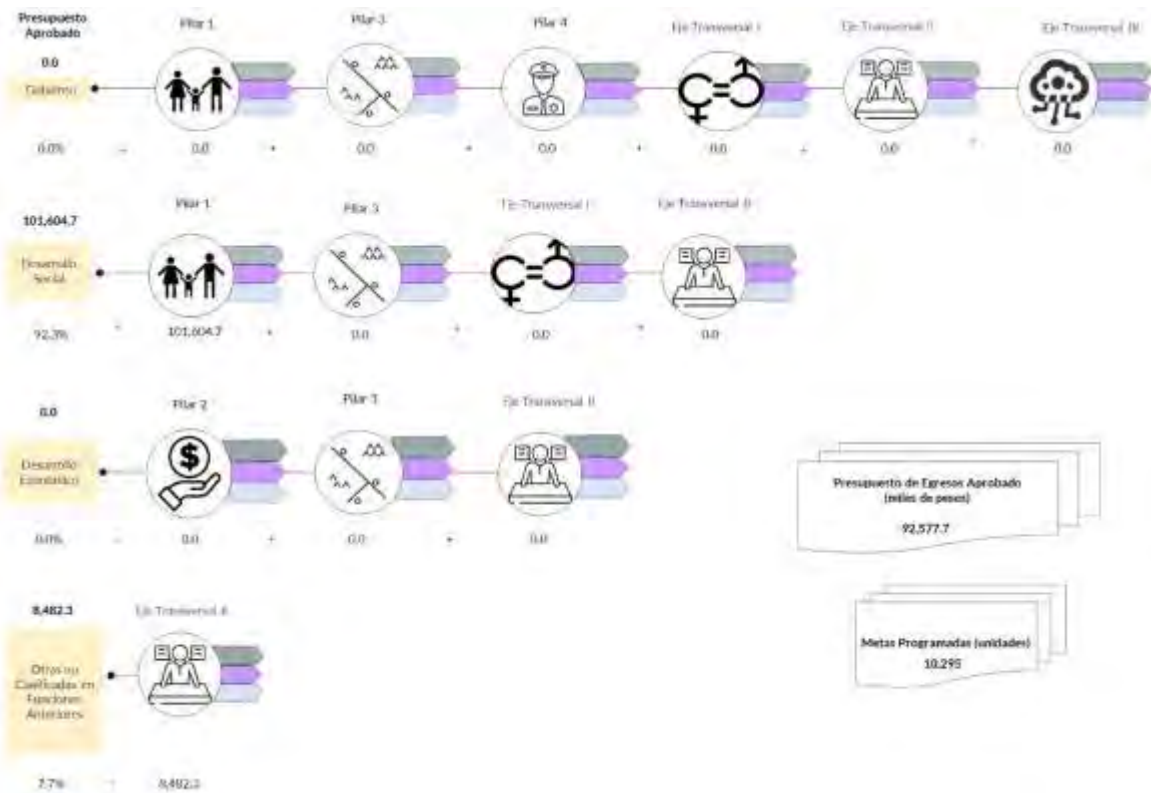 Presupuesto
Aprobado
Pilar 1
Pilar 3
Pilar 4
Eje Transversal I
Eje Transversal II
Eje Transversal III
0.0
Gobierno
0.0%
=
0.0
+
0.0
+
0.0
+
0.0
+
0.0
+
0.0
101,604.7
Pilar 1
Pilar 3
Eje Transversal I
Eje Transversal II
Desarrollo
Social
92.3%
=
101,604.7
+
0.0
+
0.0
+
0.0
0.0
Pilar 2
Pilar 3
Eje Transversal II
Desarrollo
Económico
0.0%
=
0.0
+
0.0
+
0.0
Presupuesto de Egresos Aprobado
(miles de pesos)
92,577.7
8,482.3
Eje Transversal II
Otras no
Clasificadas en
Funciones
Anteriores
7.7%
=
8,482.3
Metas Programadas (unidades)
10,295